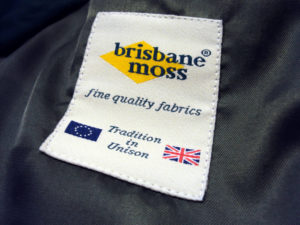 brisbane®
moss
fine quality fabrics
Tradition
in
Unison